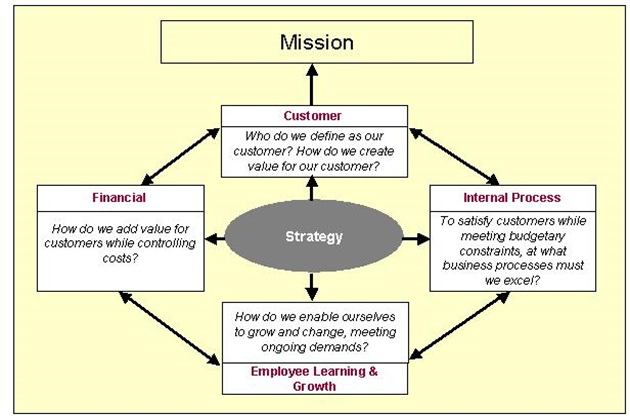 Mission
Customer
Who do we define as our
customer? How do we create
value for our customer?
Financial
How do we add value for
customers while controlling
costs?
Strategy
Internal Process
To satisfy customers while
meeting budgetary
constraints, at what
business processes must
we excel?
How do we enable ourselves
to grow and change, meeting
ongoing demands?
Employee Learning &
Growth